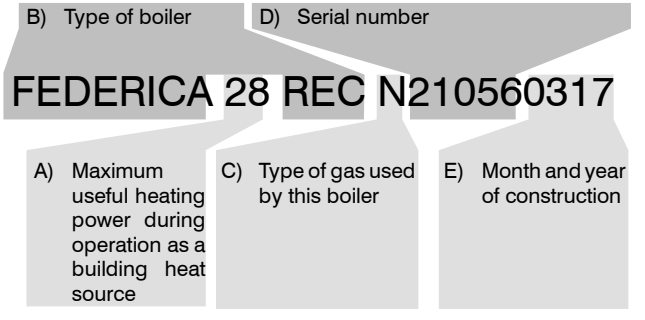 B) Type of boiler
D) Serial number
FEDERICA 28 REC N210560317
A) Maximum
useful heating
power during
operation as a
building heat
source
C) Type of gas used
by this boiler
E) Month and year
of construction